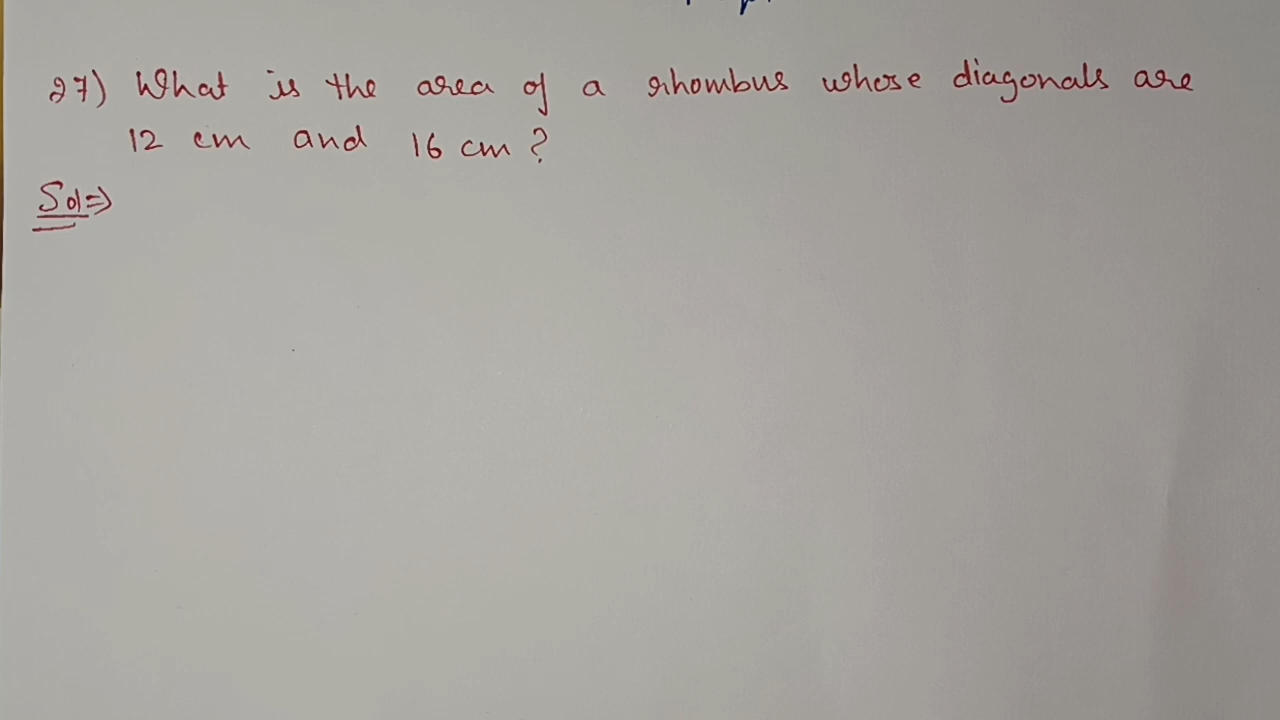 27) What is the area of a rhombus whose diagonals are
12 cm and 16 cm ?
Sol⇒